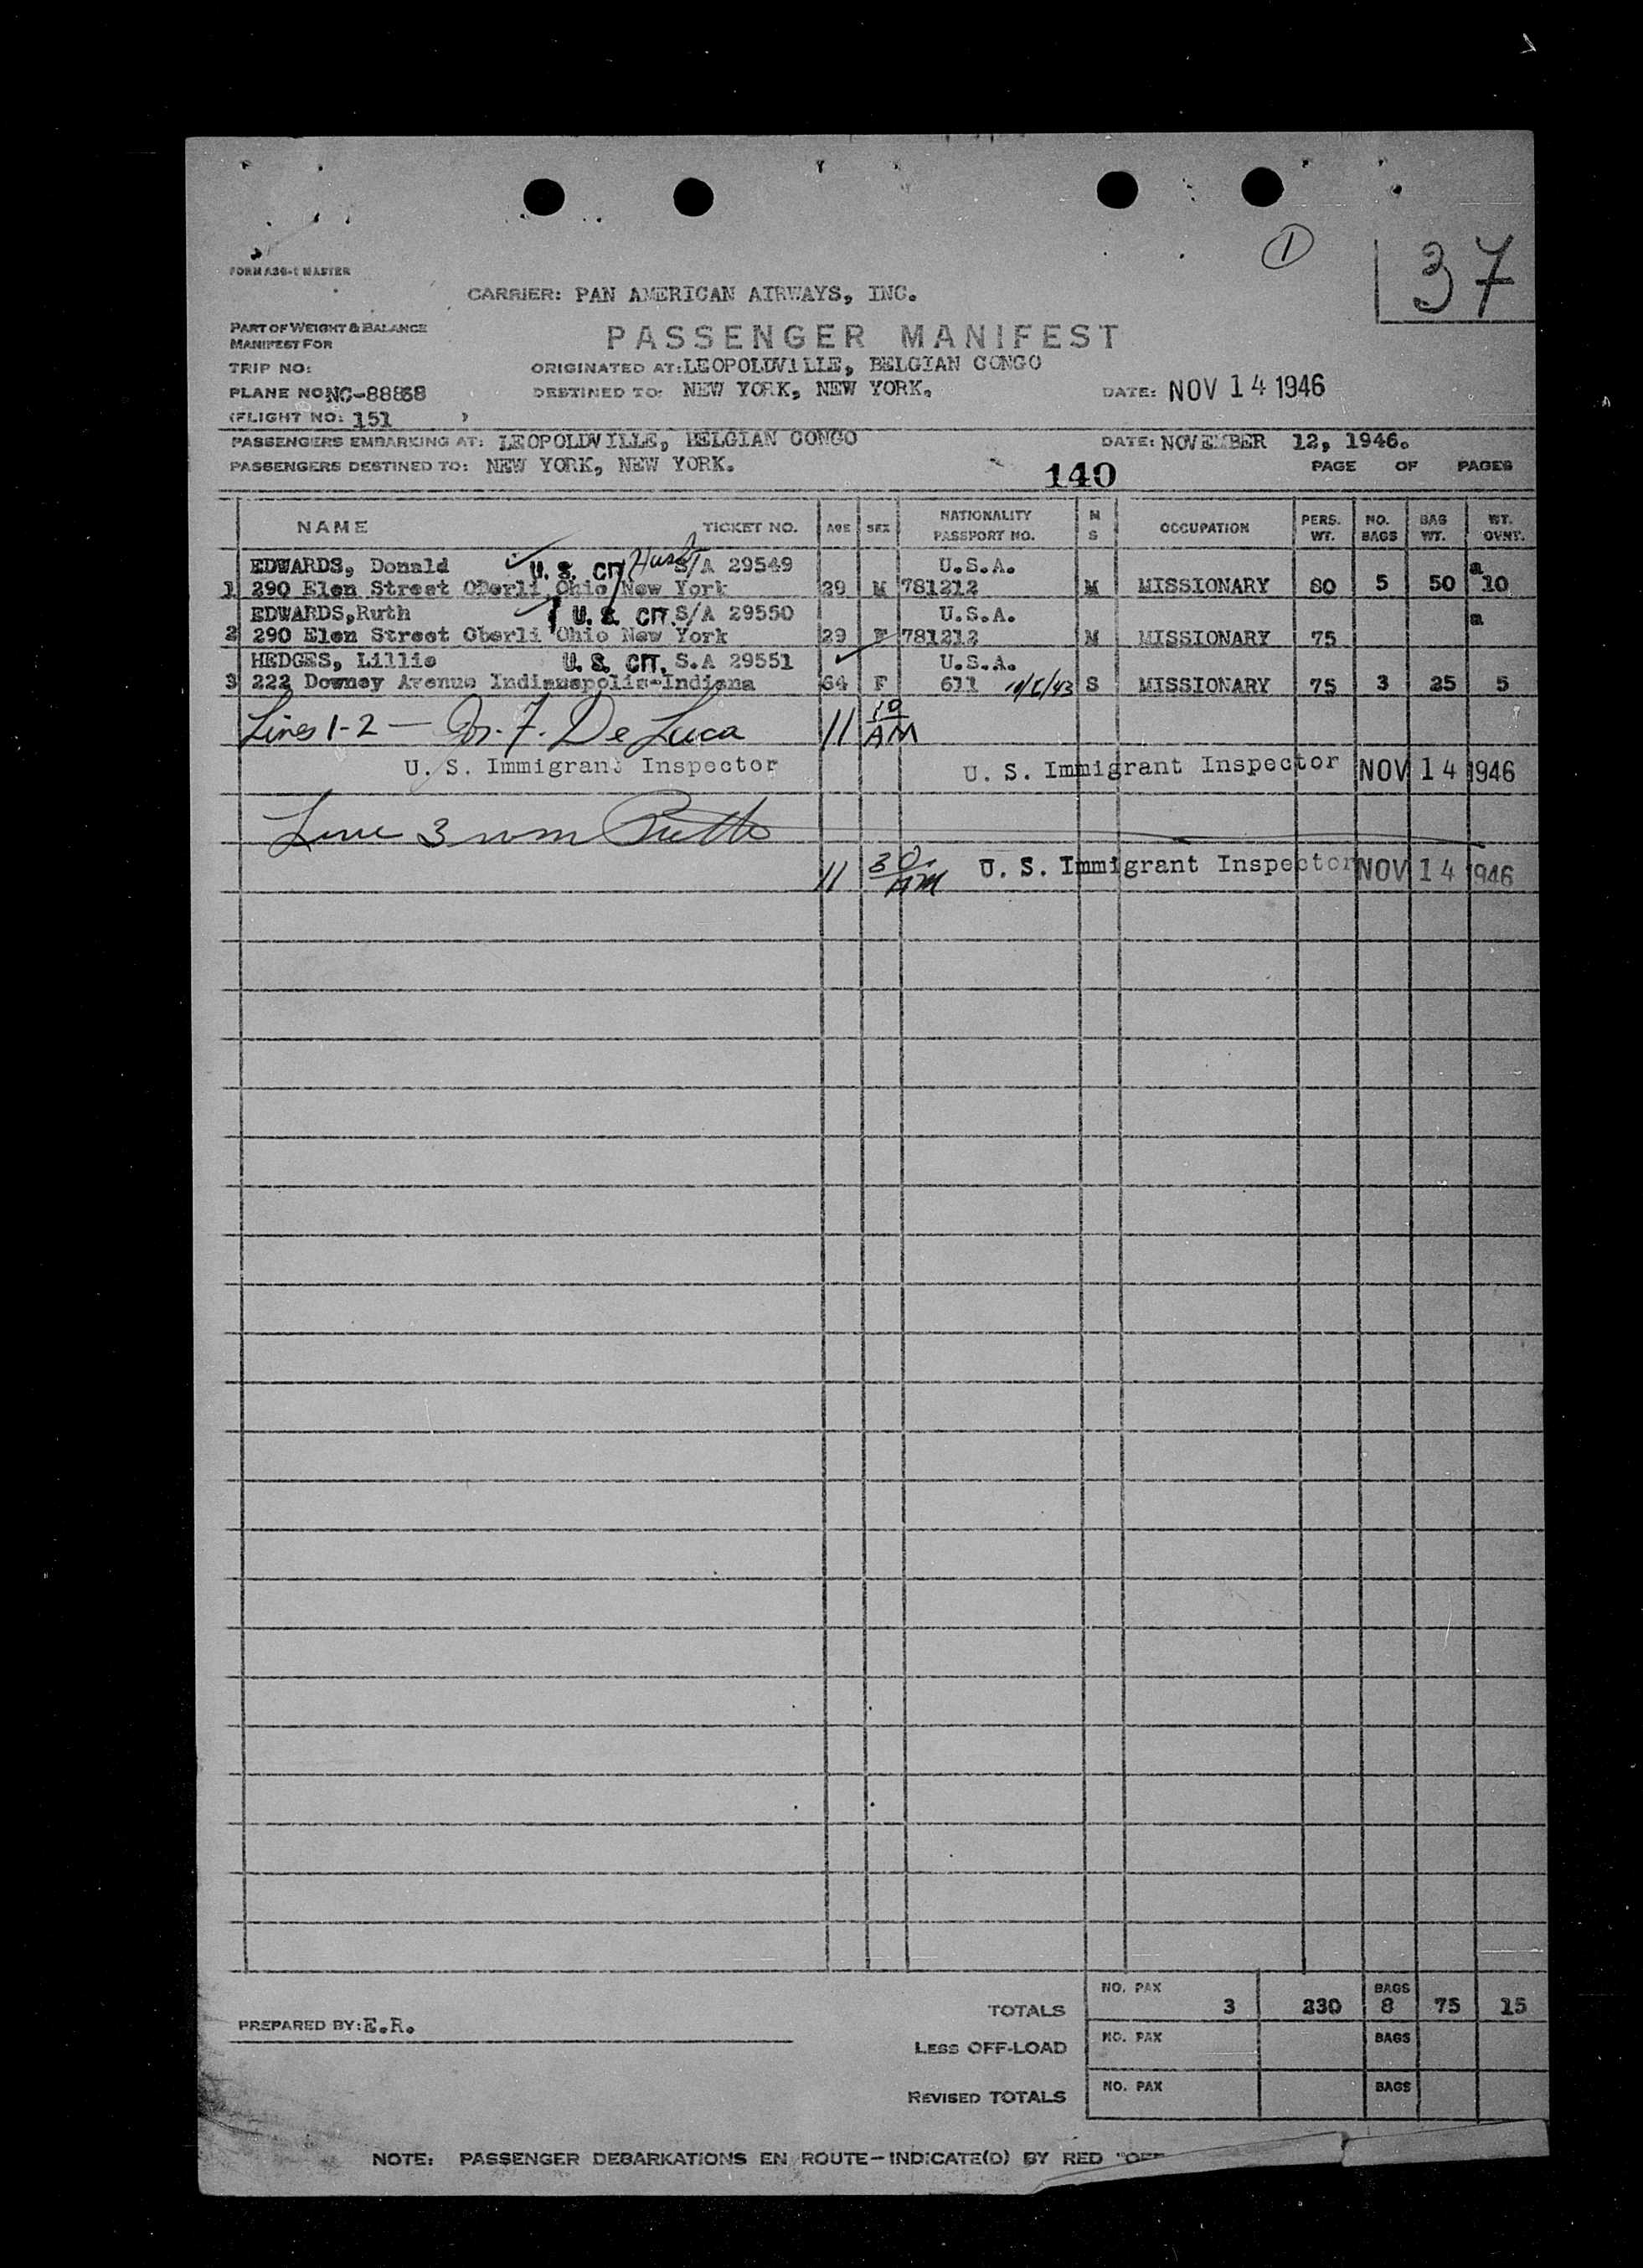 1
37
FORM A36-1 MASTER
CARRIER: PAN AMERICAN AIRWAYS, INC.
PART OF WEIGHT & BALANCE
MANIFEST FOR
PASSENGER MANIFEST
TRIP NO:
ORIGINATED AT: LEOPOLDVILLE, BELGIAN CONGO
PLANE NO NC-88868
DESTINED TO: NEW YORK, NEW YORK.
DATE: NOV 14 1946
(FLIGHT NO: 151 )
PASSENGERS EMBARKING AT: LEOPOLDVILLE, BELGIAN CONGO
DATE: NOVEMBER 12, 1946.
PASSENGERS DESTINED TO: NEW YORK, NEW YORK.
140
PAGE OF PAGES
NAME TICKET NO. AGE SEX NATIONALITY PASSPORT NO. M S OCCUPATION PERS. WT. NO. BAGS BAG WT. WT. OVNT.
EDWARDS, Donald U. S. CIT S/A 29549 U.S.A. a
1 290 Elen Street Oberli Ohio New York 29 M 781212 M MISSIONARY 80 5 50 10
EDWARDS,Ruth U. S. CIT. S/A 29550 U.S.A. a
2 290 Elen Street Oberli Ohio New York 29 F 781212 M MISSIONARY 75
HEDGES, Lillie U. S. CIT. S.A 29551 U.S.A.
3 222 Downey Avenue Indianapolis-Indiana 64 F 611 S MISSIONARY 75 3 25 5
Lines 1-2 — Jos. F. De Luca 11 10 AM
U. S. Immigrant Inspector U. S. Immigrant Inspector NOV 14 1946
Line 3
11 30 AM U. S. Immigrant Inspector NOV 14 1946
TOTALS NO. PAX 3 230 BAGS 8 75 15
PREPARED BY: E.R.
LESS OFF-LOAD NO. PAX BAGS
REVISED TOTALS NO. PAX BAGS
NOTE: PASSENGER DEBARKATIONS EN ROUTE—INDICATE(D) BY RED